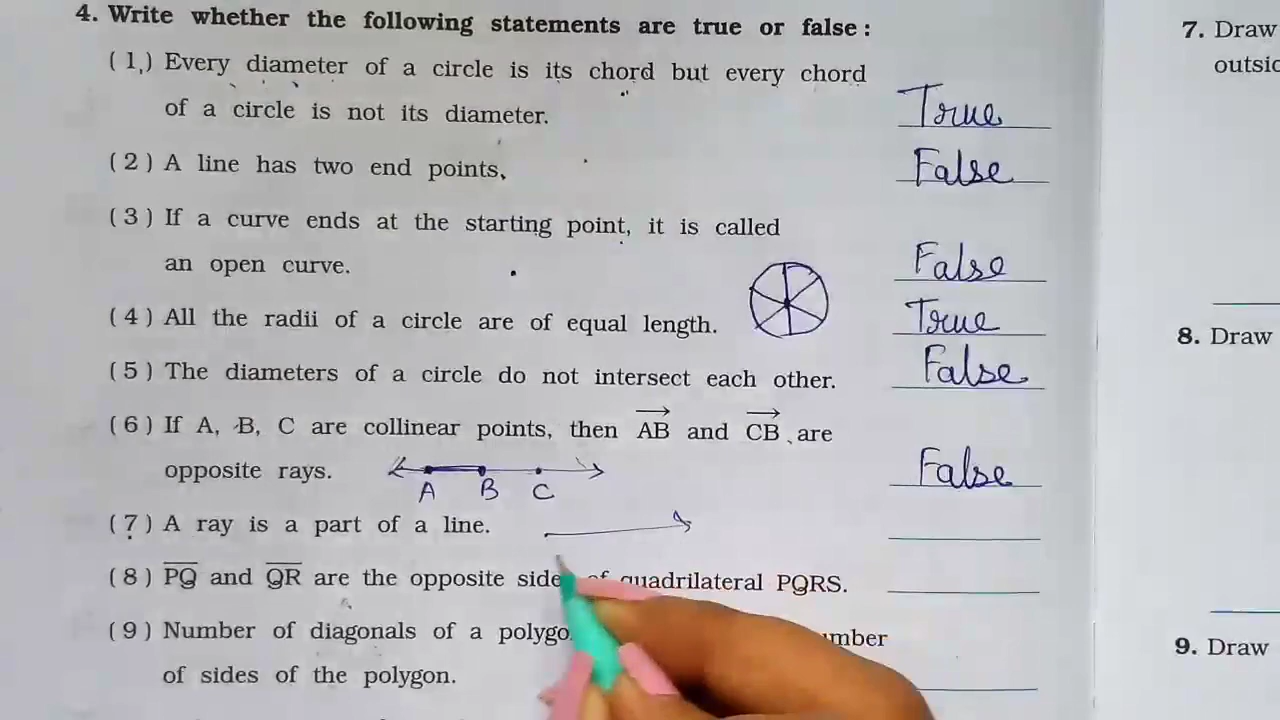 4. Write whether the following statements are true or false :
(1) Every diameter of a circle is its chord but every chord
of a circle is not its diameter.
True
(2) A line has two end points.
False
(3) If a curve ends at the starting point, it is called
an open curve.
False
(4) All the radii of a circle are of equal length.
True
(5) The diameters of a circle do not intersect each other.
False
(6) If A, B, C are collinear points, then AB and CB are
opposite rays.
A B C
False
(7) A ray is a part of a line.
(8) PQ and QR are the opposite of quadrilateral PQRS.
(9) Number of diagonals of a
of sides of the polygon.
7. Draw
8. Draw
9. Draw